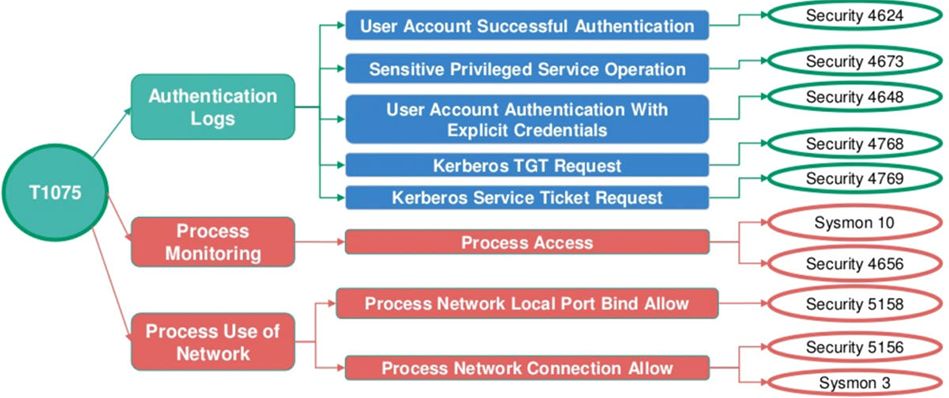 T1075
Authentication
Logs
User Account Successful Authentication
Security 4624
Sensitive Privileged Service Operation
Security 4673
User Account Authentication With
Explicit Credentials
Security 4648
Kerberos TGT Request
Security 4768
Kerberos Service Ticket Request
Security 4769
Process
Monitoring
Process Access
Sysmon 10
Security 4656
Process Use of
Network
Process Network Local Port Bind Allow
Security 5158
Process Network Connection Allow
Security 5156
Sysmon 3